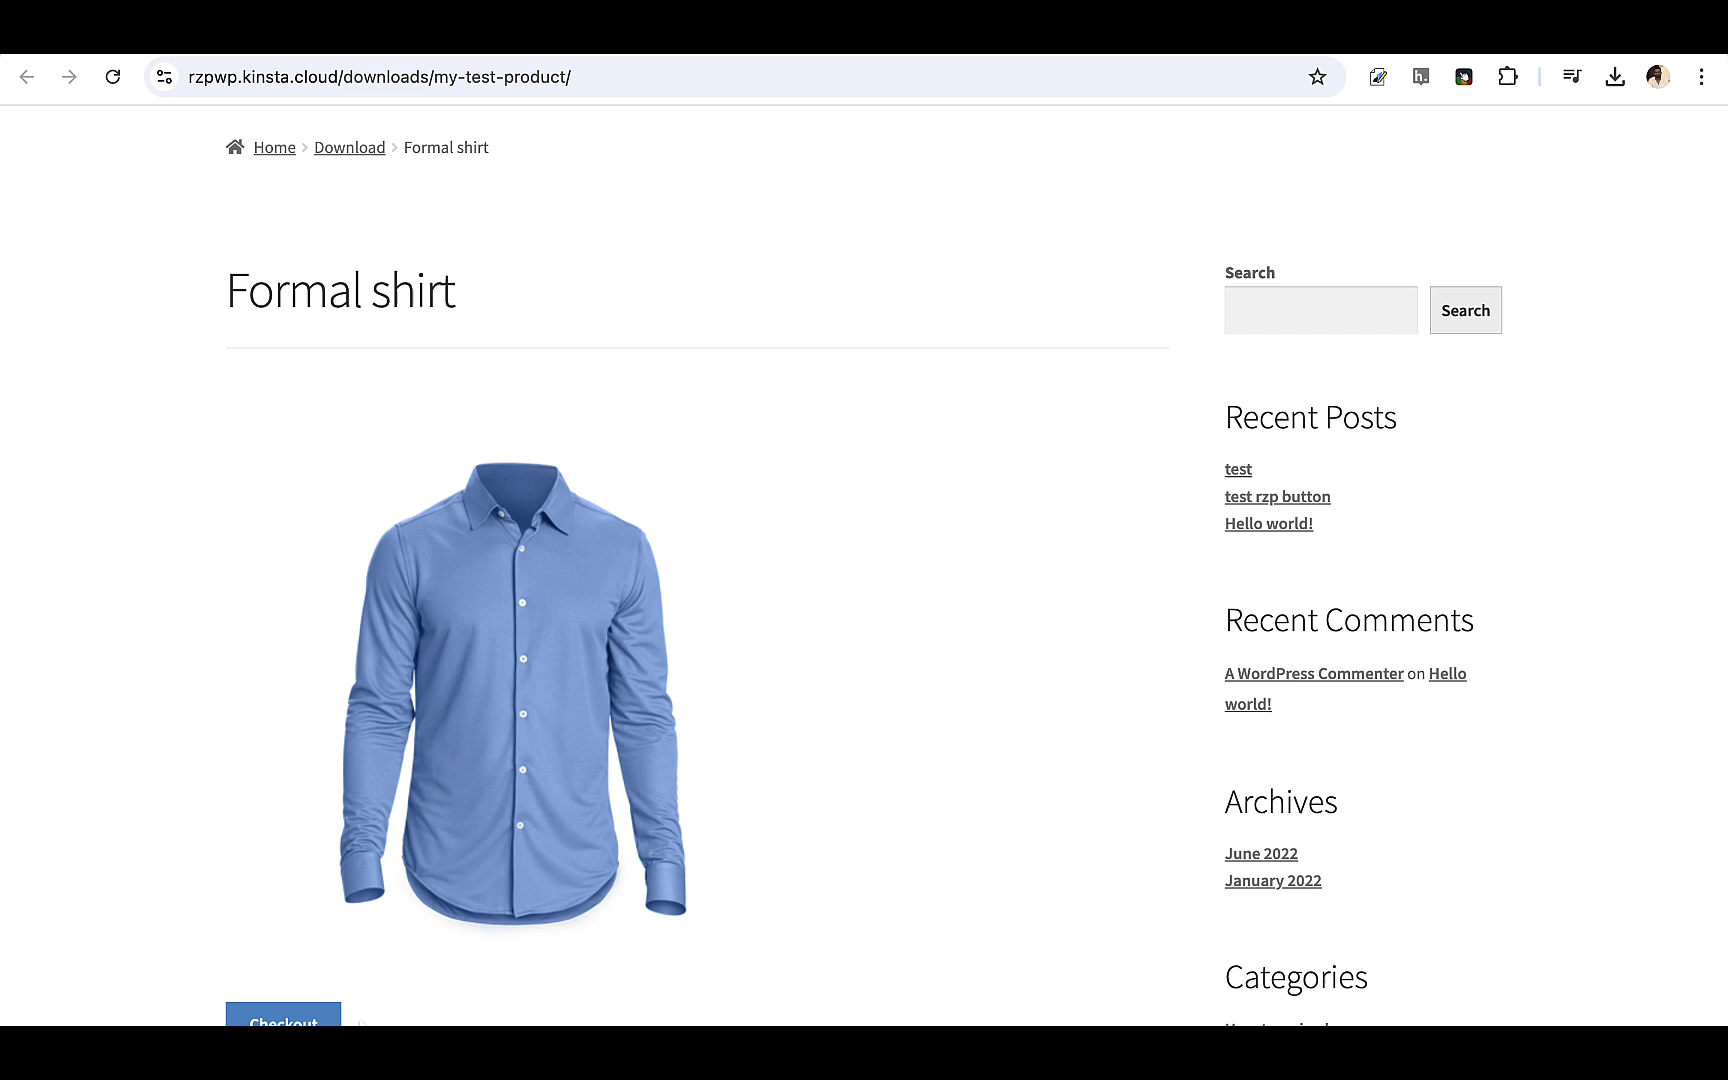 rzpwp.kinsta.cloud/downloads/my-test-product/
h.
Home > Download > Formal shirt
Formal shirt
Search
Search
Recent Posts
test
test rzp button
Hello world!
Recent Comments
A WordPress Commenter on Hello
world!
Archives
June 2022
January 2022
Categories
Checkout